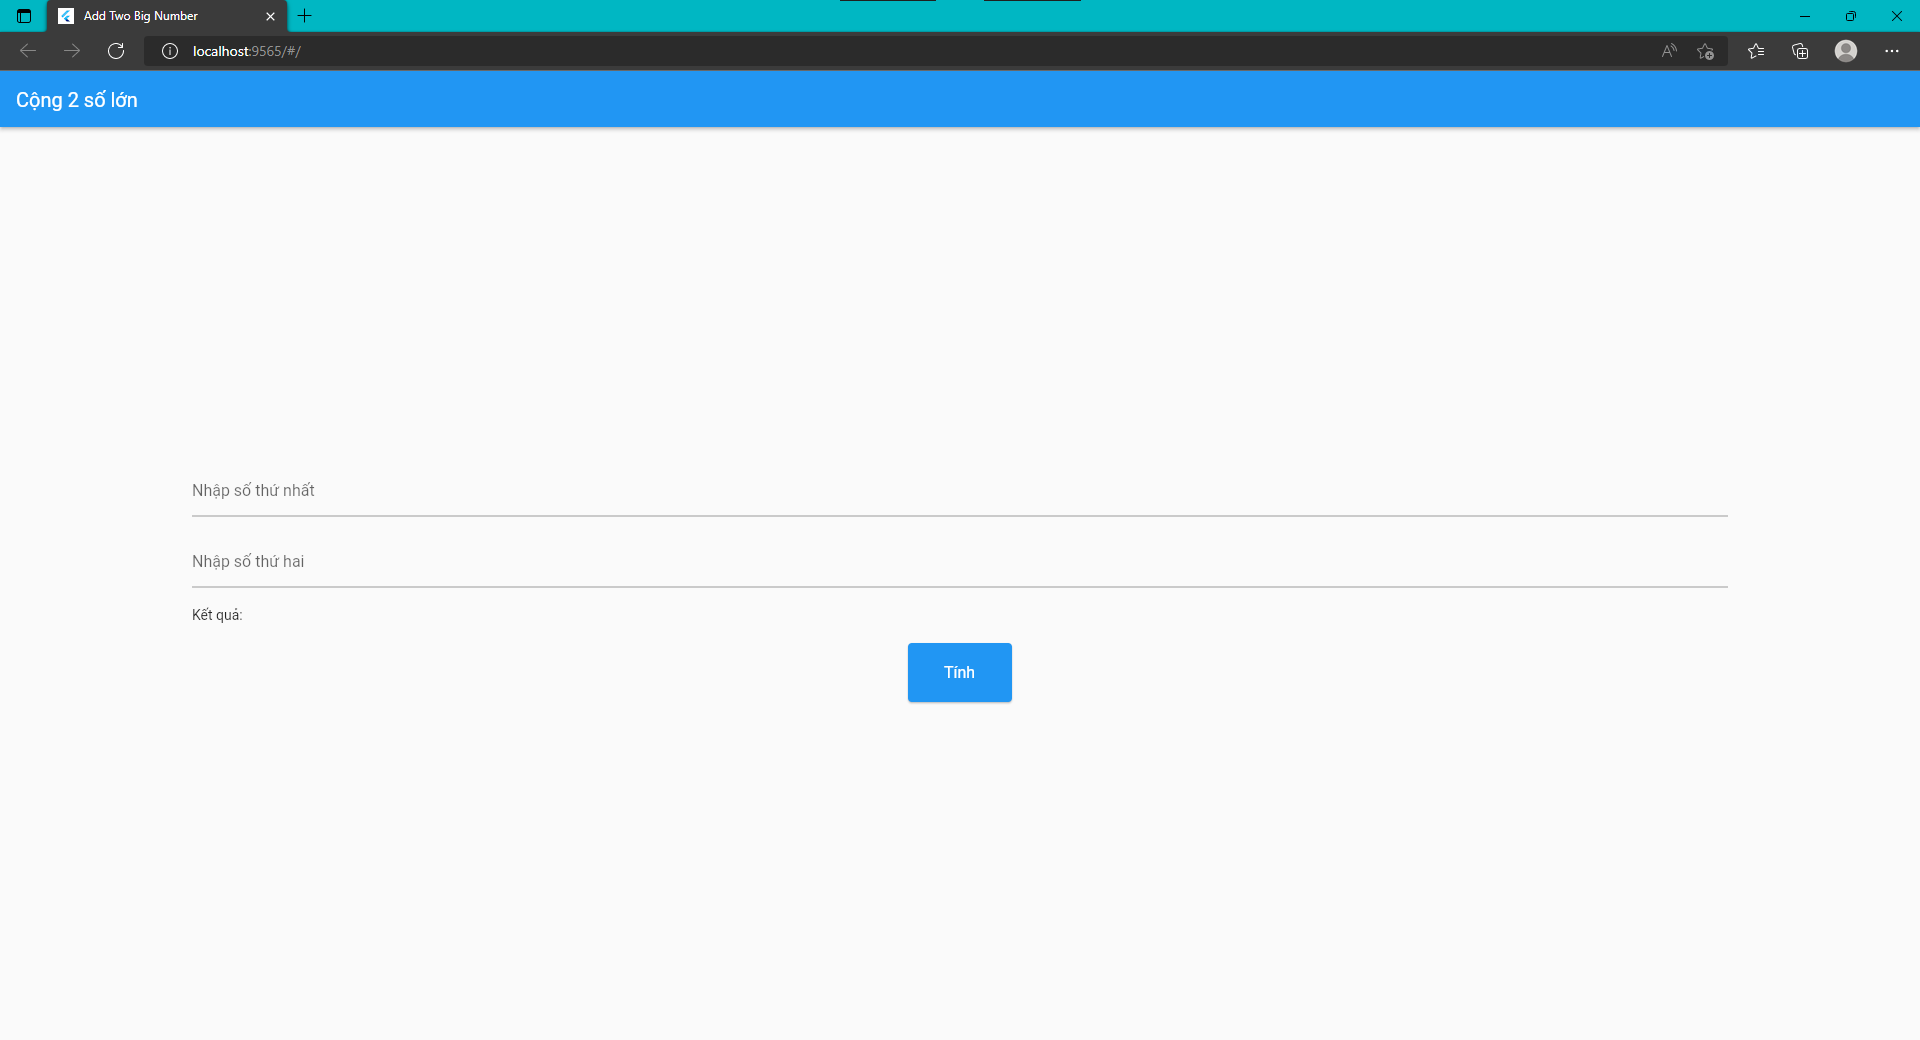 Add Two Big Number
localhost:9565/#/
Cộng 2 số lớn
Nhập số thứ nhất
Nhập số thứ hai
Kết quả:
Tính